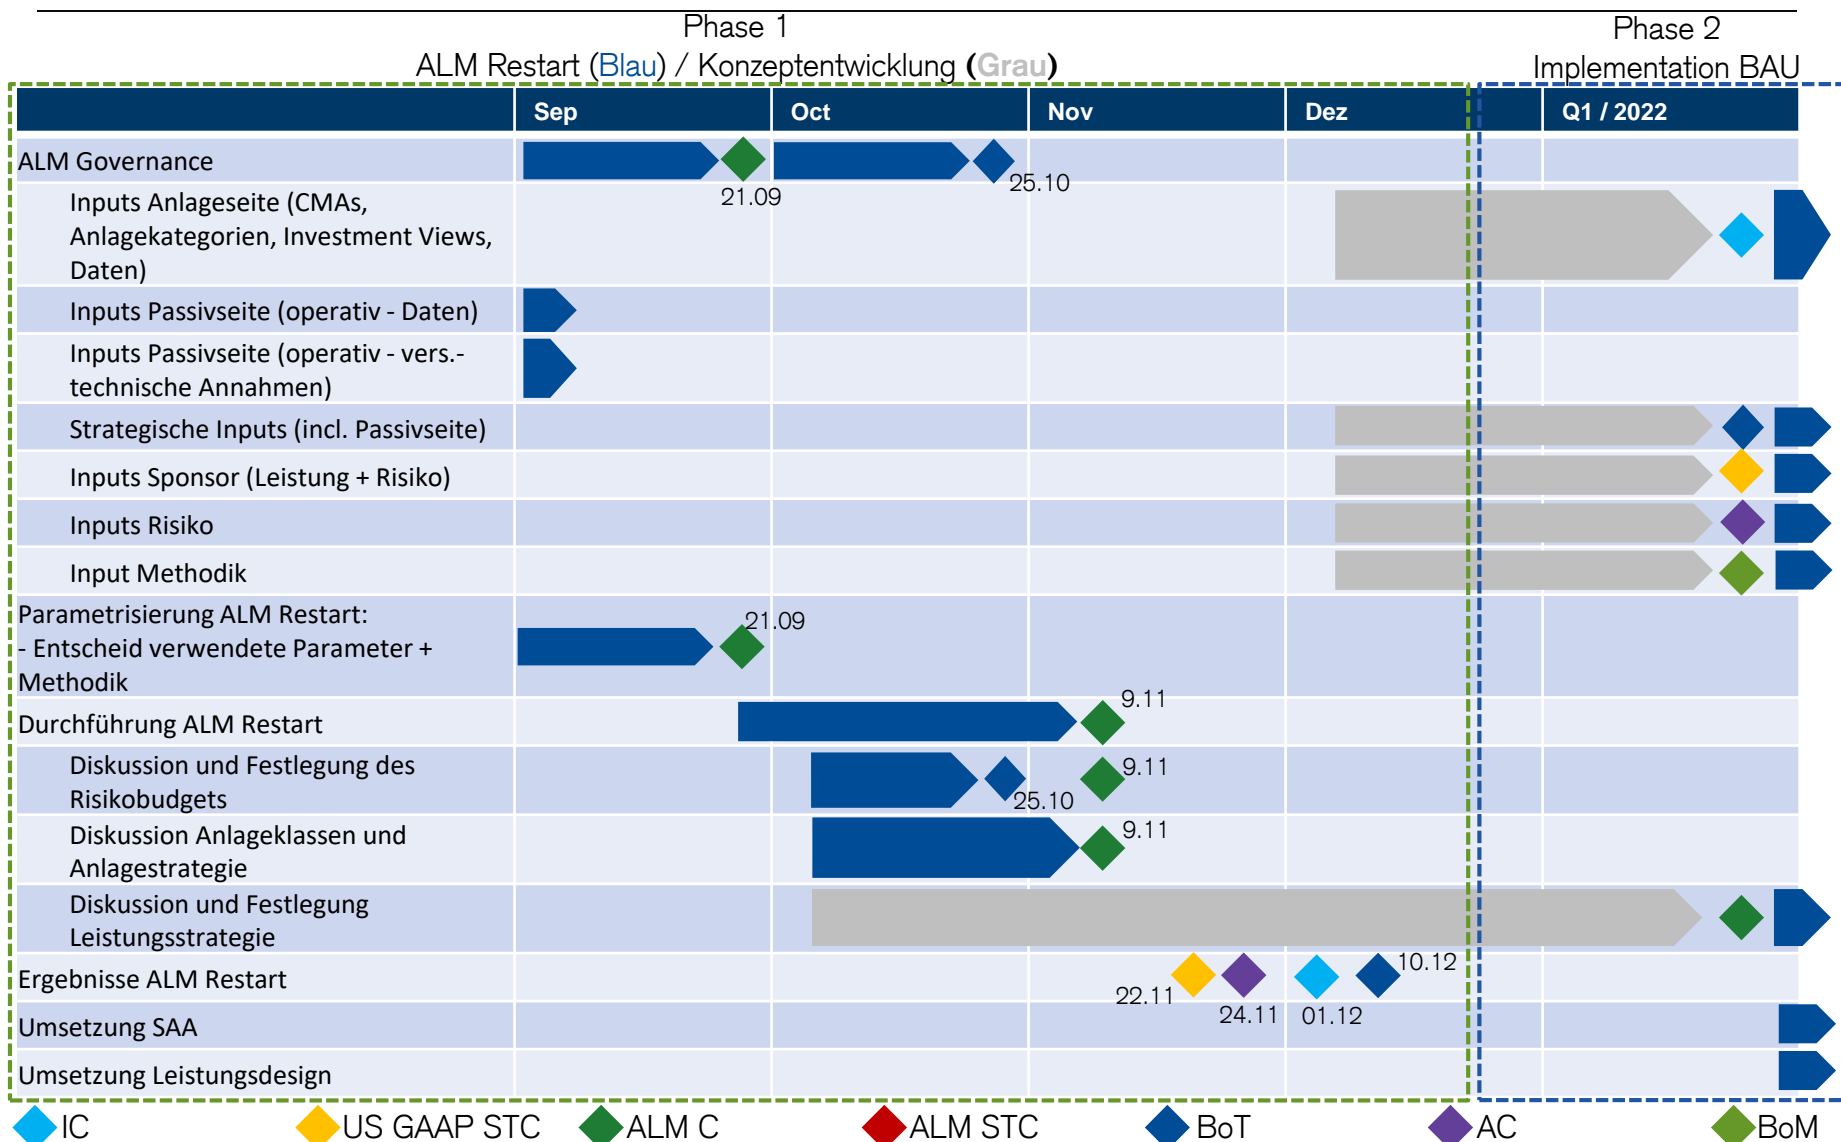 Phase 1
ALM Restart (Blau) / Konzeptentwicklung (Grau)
Phase 2
Implementation BAU
Sep
Oct
Nov
Dez
Q1 / 2022
ALM Governance
21.09
25.10
Inputs Anlageseite (CMAs,
Anlagekategorien, Investment Views,
Daten)
Inputs Passivseite (operativ - Daten)
Inputs Passivseite (operativ - vers.-
technische Annahmen)
Strategische Inputs (incl. Passivseite)
Inputs Sponsor (Leistung + Risiko)
Inputs Risiko
Input Methodik
Parametrisierung ALM Restart:
- Entscheid verwendete Parameter +
Methodik
21.09
Durchführung ALM Restart
9.11
Diskussion und Festlegung des
Risikobudgets
25.10
9.11
Diskussion Anlageklassen und
Anlagestrategie
9.11
Diskussion und Festlegung
Leistungsstrategie
Ergebnisse ALM Restart
22.11
24.11
01.12
10.12
Umsetzung SAA
Umsetzung Leistungsdesign
IC
US GAAP STC
ALM C
ALM STC
BoT
AC
BoM